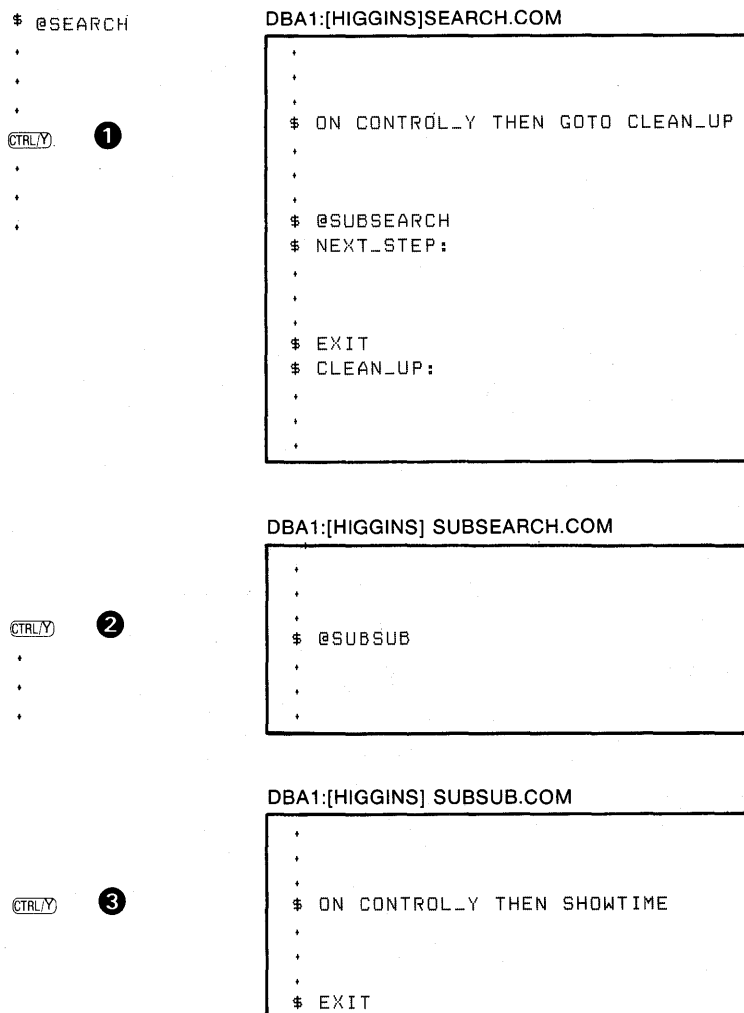 $ @SEARCH
.
.
.
CTRL/Y 1
.
.
.
DBA1:[HIGGINS]SEARCH.COM
.
.
.
$ ON CONTROL_Y THEN GOTO CLEAN_UP
.
.
.
$ @SUBSEARCH
$ NEXT_STEP:
.
.
.
$ EXIT
$ CLEAN_UP:
.
.
.
DBA1:[HIGGINS] SUBSEARCH.COM
CTRL/Y 2
.
.
.
.
.
.
$ @SUBSUB
.
.
.
DBA1:[HIGGINS] SUBSUB.COM
CTRL/Y 3
.
.
.
$ ON CONTROL_Y THEN SHOWTIME
.
.
.
$ EXIT